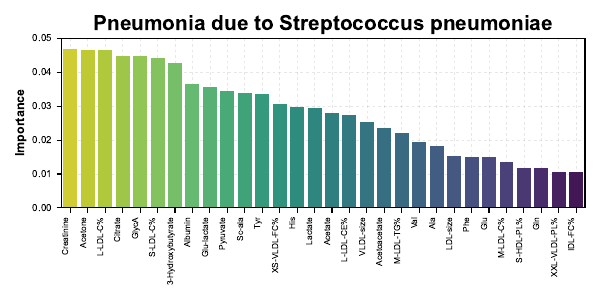 Pneumonia due to Streptococcus pneumoniae
Importance
0.05
0.04
0.03
0.02
0.01
0.00
Creatinine
Acetone
L-LDL-C%
Citrate
GlycA
S-LDL-C%
3-Hydroxybutyrate
Albumin
Glu-lactate
Pyruvate
Sc-ala
Tyr
XS-VLDL-FC%
His
Lactate
Acetate
L-LDL-CE%
VLDL-size
Acetoacetate
M-LDL-TG%
Val
Ala
LDL-size
Phe
Glu
M-LDL-C%
S-HDL-PL%
Gln
XXL-VLDL-PL%
IDL-FC%